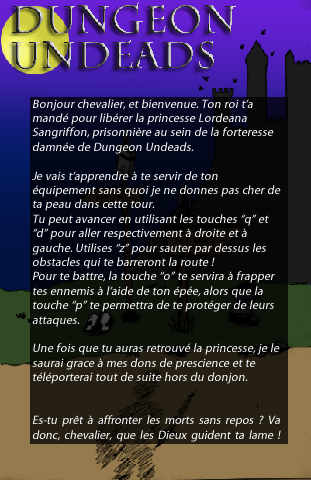 DUNGEON
UNDEADS
Bonjour chevalier, et bienvenue. Ton roi t'a
mandé pour libérer la princesse Lordeana
Sangriffon, prisonnière au sein de la forteresse
damnée de Dungeon Undeads.
Je vais t'apprendre à te servir de ton
équipement sans quoi je ne donnes pas cher de
ta peau dans cette tour.
Tu peut avancer en utilisant les touches "q" et
"d" pour aller respectivement à droite et à
gauche. Utilises "z" pour sauter par dessus les
obstacles qui te barreront la route !
Pour te battre, la touche "o" te servira à frapper
tes ennemis à l'aide de ton épée, alors que la
touche "p" te permettra de te protéger de leurs
attaques.
Une fois que tu auras retrouvé la princesse, je le
saurai grace à mes dons de prescience et te
téléporterai tout de suite hors du donjon.
Es-tu prêt à affronter les morts sans repos ? Va
donc, chevalier, que les Dieux guident ta lame !